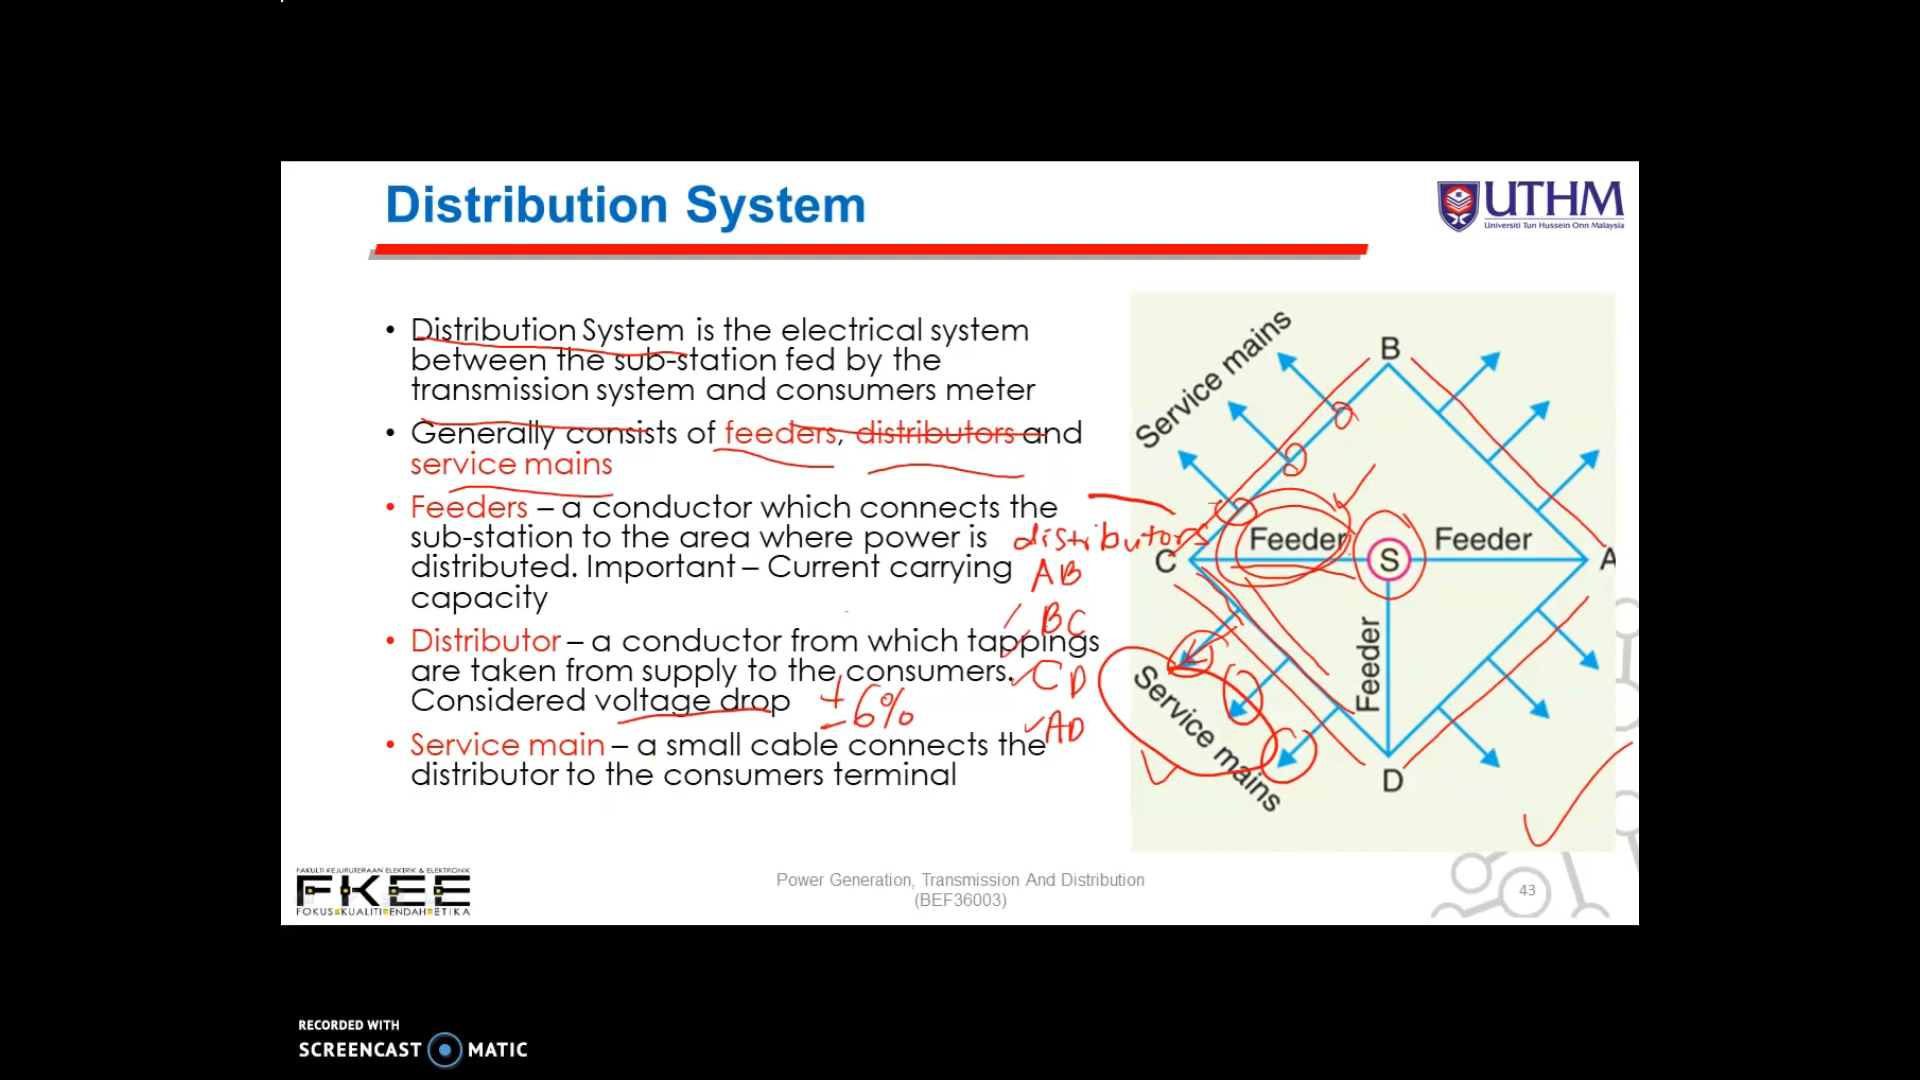 Distribution System
UTHM
Universiti Tun Hussein Onn Malaysia
• Distribution System is the electrical system
between the sub-station fed by the
transmission system and consumers meter
• Generally consists of feeders, distributors and
service mains
• Feeders – a conductor which connects the
sub-station to the area where power is
distributed. Important – Current carrying
capacity
• Distributor – a conductor from which tappings
are taken from supply to the consumers.
Considered voltage drop
± 6%
• Service main – a small cable connects the
distributor to the consumers terminal
distributors
AB
BC
CD
AD
Service mains
B
Feeder
S
Feeder
C
A
Feeder
Service mains
D
FAKULTI KEJURUTERAAN ELEKTRIK & ELEKTRONIK
FKEE
FOKUS KUALITI ENDAH ETIKA
Power Generation, Transmission And Distribution
(BEF36003)
43
RECORDED WITH
SCREENCAST MATIC